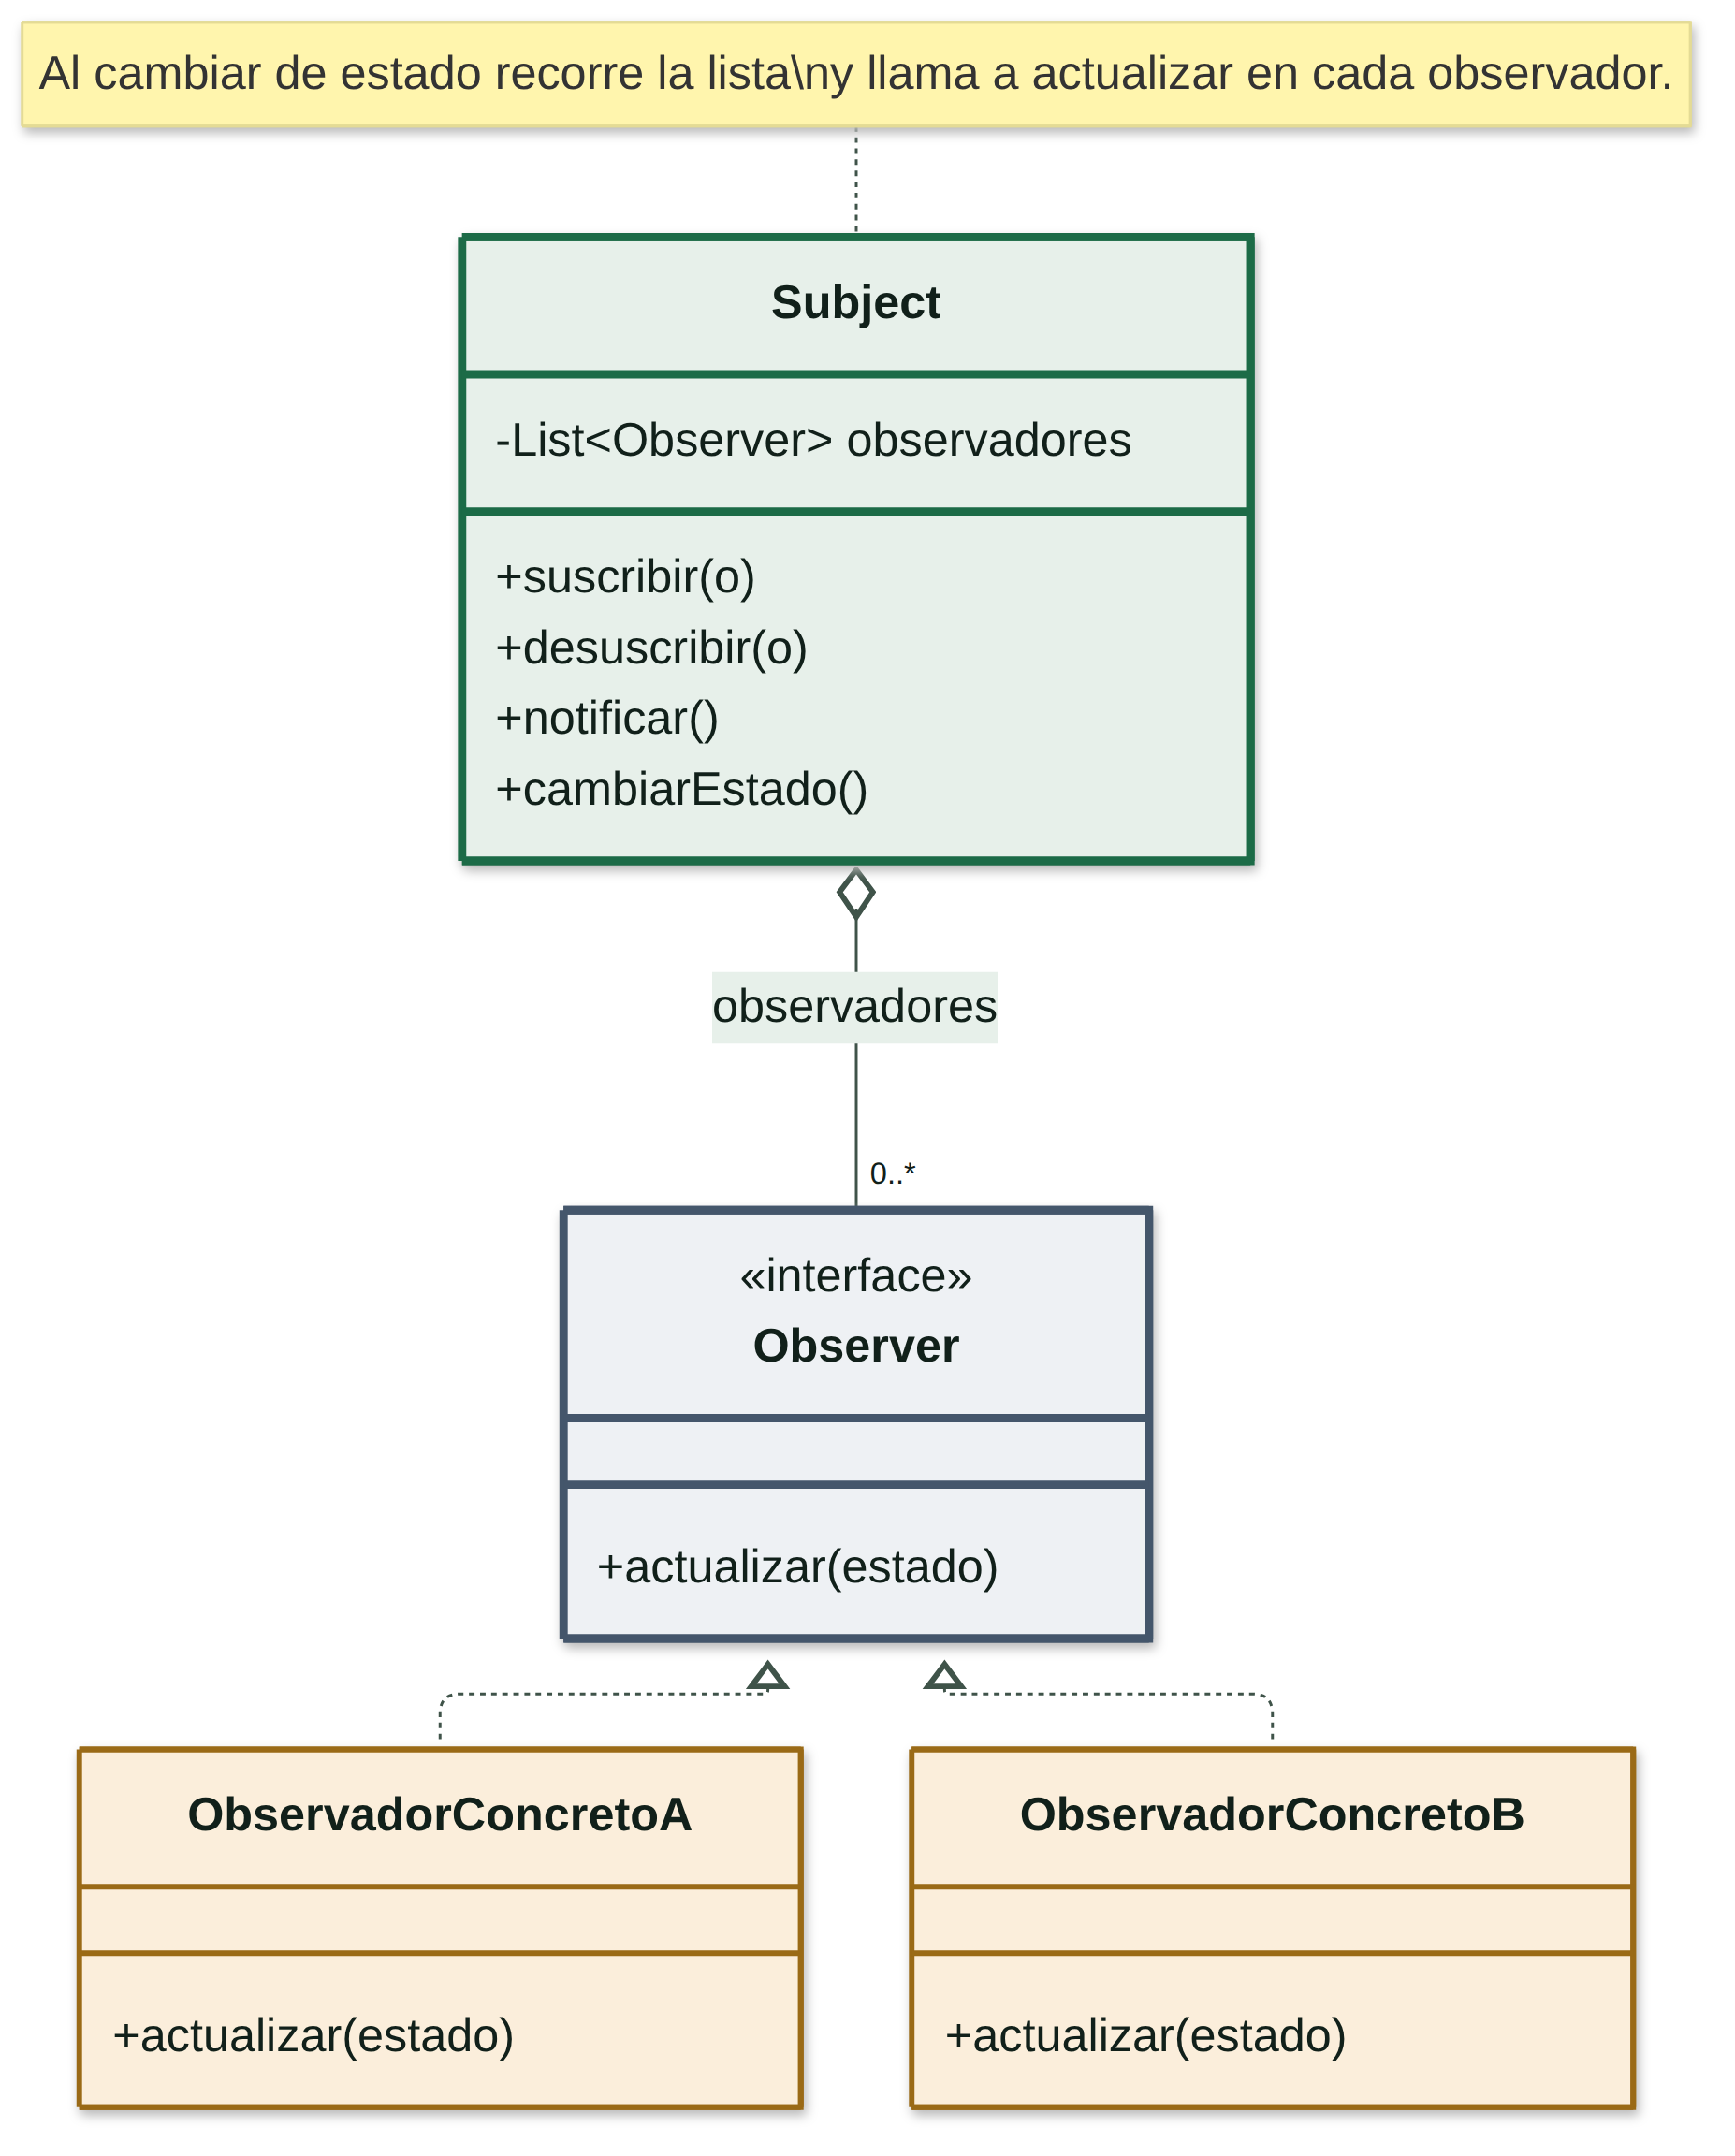 Al cambiar de estado recorre la lista\ny llama a actualizar en cada observador.
Subject
-List<Observer> observadores
+suscribir(o)
+desuscribir(o)
+notificar()
+cambiarEstado()
observadores
0..*
«interface»
Observer
+actualizar(estado)
ObservadorConcretoA
+actualizar(estado)
ObservadorConcretoB
+actualizar(estado)